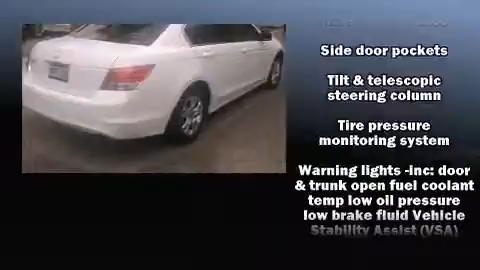 Side door pockets
Tilt & telescopic
steering column
Tire pressure
monitoring system
Warning lights -inc: door
& trunk open fuel coolant
temp low oil pressure
low brake fluid Vehicle
Stability Assist (VSA)